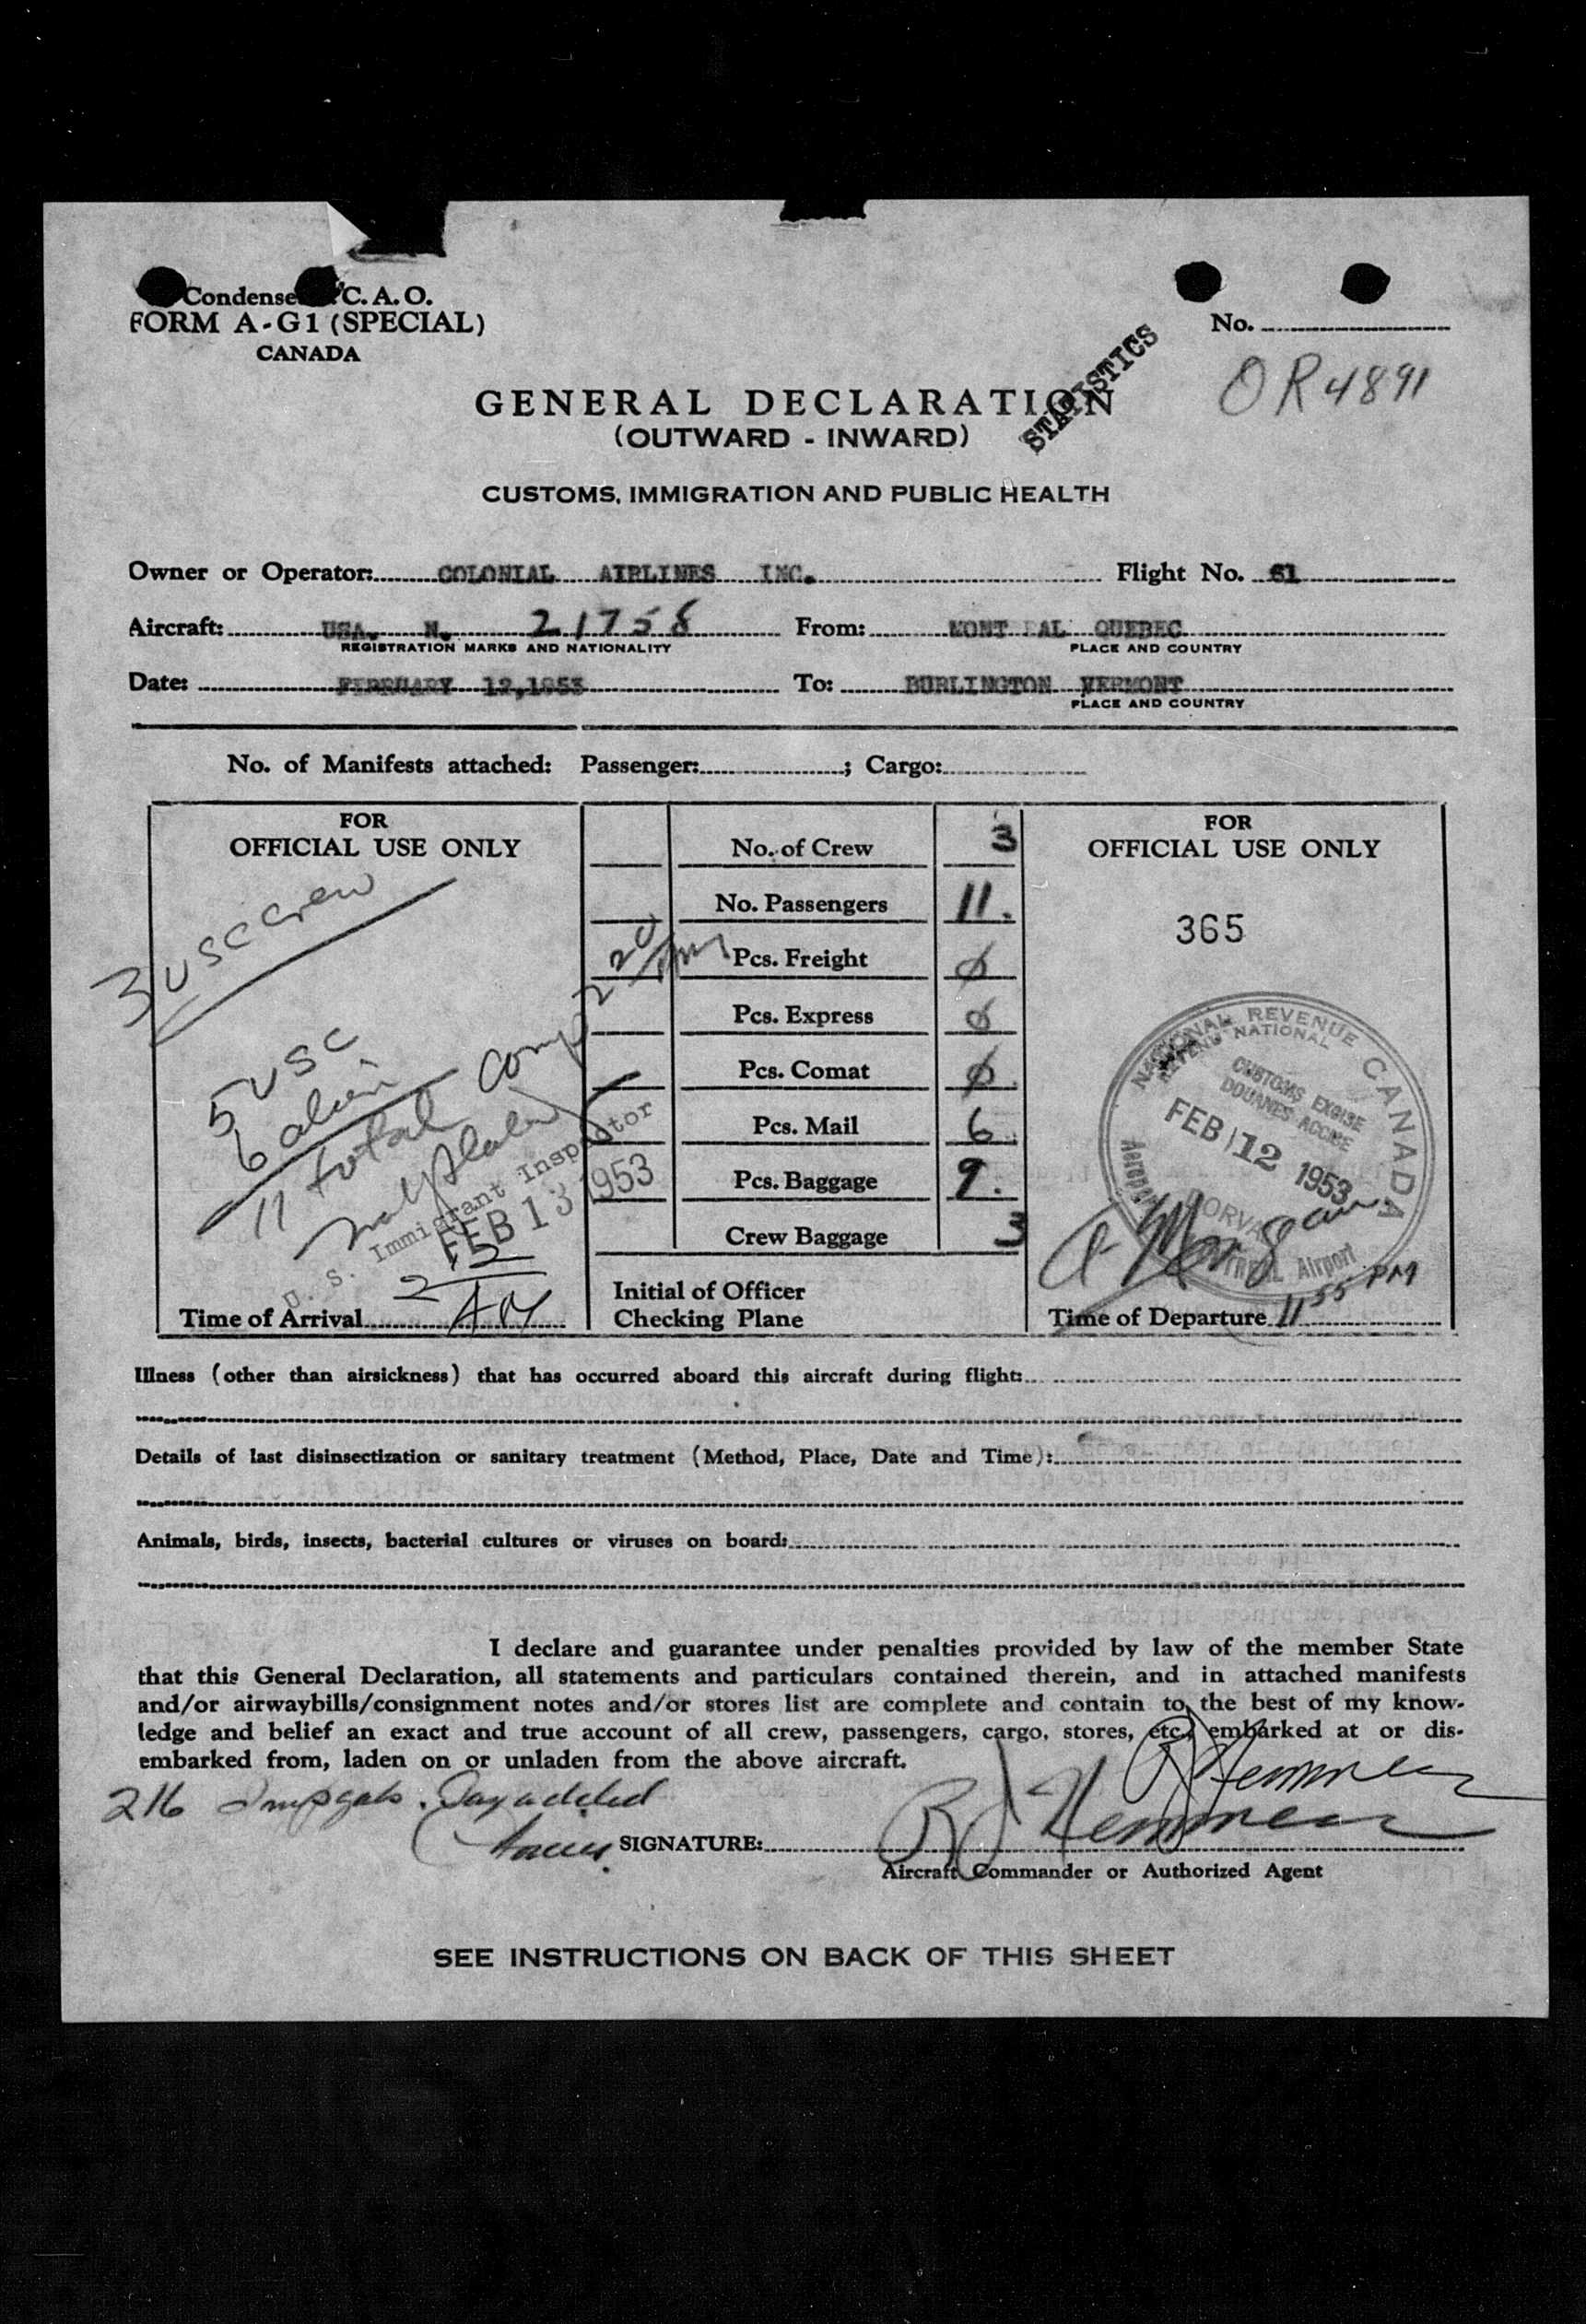 Condense C. A. O.
FORM A-G1 (SPECIAL)
CANADA
No.
OR4891
STATISTICS
GENERAL DECLARATION
(OUTWARD - INWARD)
CUSTOMS, IMMIGRATION AND PUBLIC HEALTH
Owner or Operator: COLONIAL AIRLINES INC. Flight No. 61
Aircraft: USA. N. 21758 From: MONT EAL QUEBEC
REGISTRATION MARKS AND NATIONALITY PLACE AND COUNTRY
Date: FEBRUARY 12,1953 To: BURLINGTON VERMONT
PLACE AND COUNTRY
No. of Manifests attached: Passenger: ; Cargo:
FOR
OFFICIAL USE ONLY
3 USC crew
5 USC
6 alien
11 total
U. S. Immigrant Inspector
FEB 13 1953
Time of Arrival 2 12 AM
No. of Crew 3
No. Passengers 11.
Pcs. Freight 0
Pcs. Express 0
Pcs. Comat 0
Pcs. Mail 6
Pcs. Baggage 9.
Crew Baggage 3
Initial of Officer
Checking Plane
FOR
OFFICIAL USE ONLY
365
NATIONAL REVENUE CANADA
REVENU NATIONAL
CUSTOMS EXCISE
DOUANES ACCISE
FEB 12 1953
DORVAL
Airport
Time of Departure 11 55 PM
Illness (other than airsickness) that has occurred aboard this aircraft during flight:
Details of last disinsectization or sanitary treatment (Method, Place, Date and Time):
Animals, birds, insects, bacterial cultures or viruses on board:
I declare and guarantee under penalties provided by law of the member State
that this General Declaration, all statements and particulars contained therein, and in attached manifests
and/or airwaybills/consignment notes and/or stores list are complete and contain to the best of my know-
ledge and belief an exact and true account of all crew, passengers, cargo, stores, etc., embarked at or dis-
embarked from, laden on or unladen from the above aircraft.
216
SIGNATURE:
Aircraft Commander or Authorized Agent
SEE INSTRUCTIONS ON BACK OF THIS SHEET